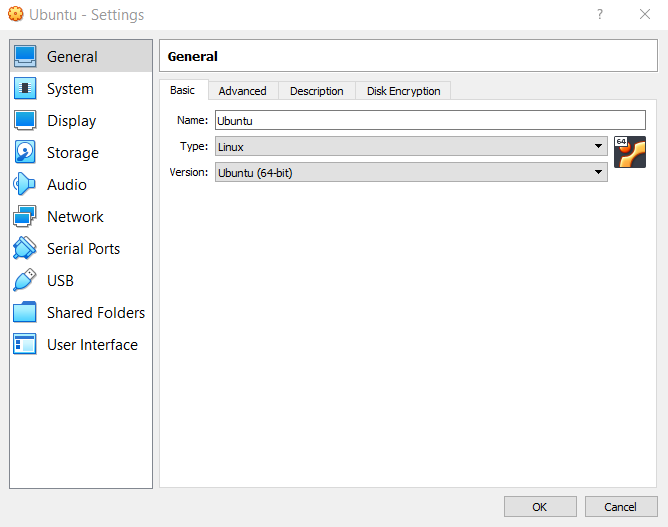 Ubuntu - Settings
?
General
System
Display
Storage
Audio
Network
Serial Ports
USB
Shared Folders
User Interface
General
Basic Advanced Description Disk Encryption
Name: Ubuntu
Type: Linux
64
Version: Ubuntu (64-bit)
OK Cancel